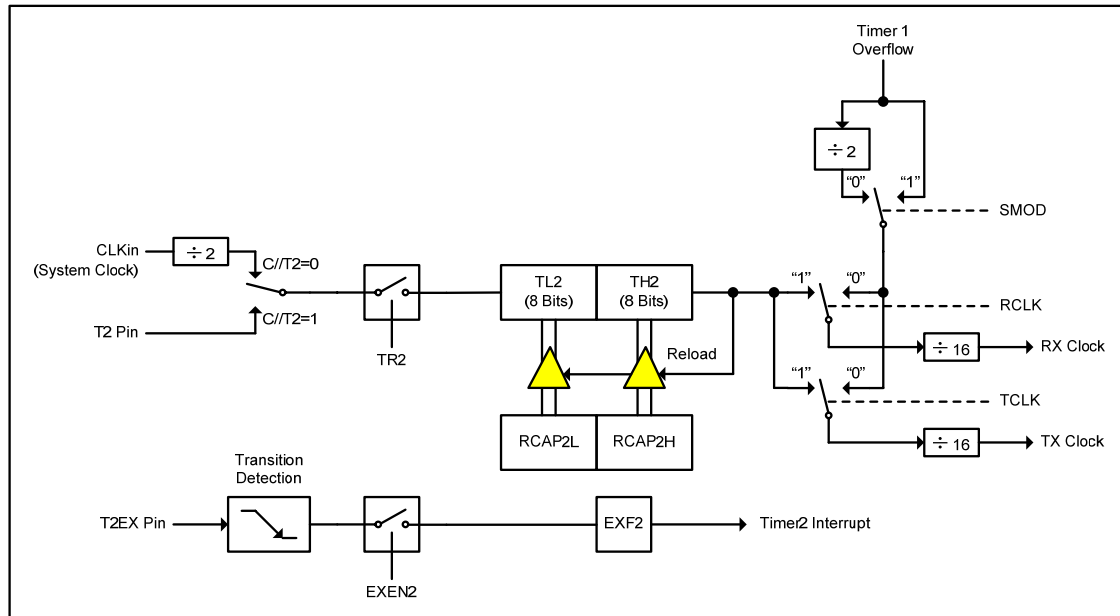 Timer 1
Overflow
÷ 2
“0”
“1”
SMOD
CLKin
(System Clock)
÷ 2
C//T2=0
C//T2=1
T2 Pin
TR2
TL2
(8 Bits)
TH2
(8 Bits)
Reload
RCAP2L
RCAP2H
“1”
“0”
RCLK
÷ 16
RX Clock
“1”
“0”
TCLK
÷ 16
TX Clock
Transition
Detection
T2EX Pin
EXEN2
EXF2
Timer2 Interrupt